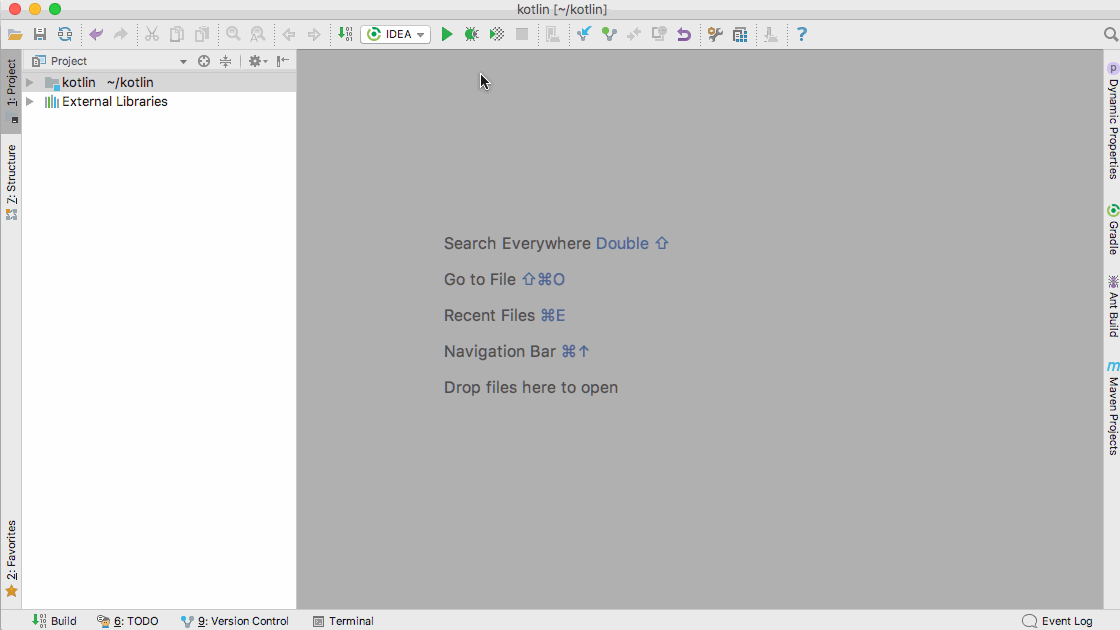 kotlin [~/kotlin]
IDEA
?
Project
1: Project
kotlin ~/kotlin
External Libraries
7: Structure
2: Favorites
Search Everywhere Double ⇧
Go to File ⇧⌘O
Recent Files ⌘E
Navigation Bar ⌘↑
Drop files here to open
p Dynamic Properties
Gradle
Ant Build
m Maven Projects
Build
6: TODO
9: Version Control
Terminal
Event Log